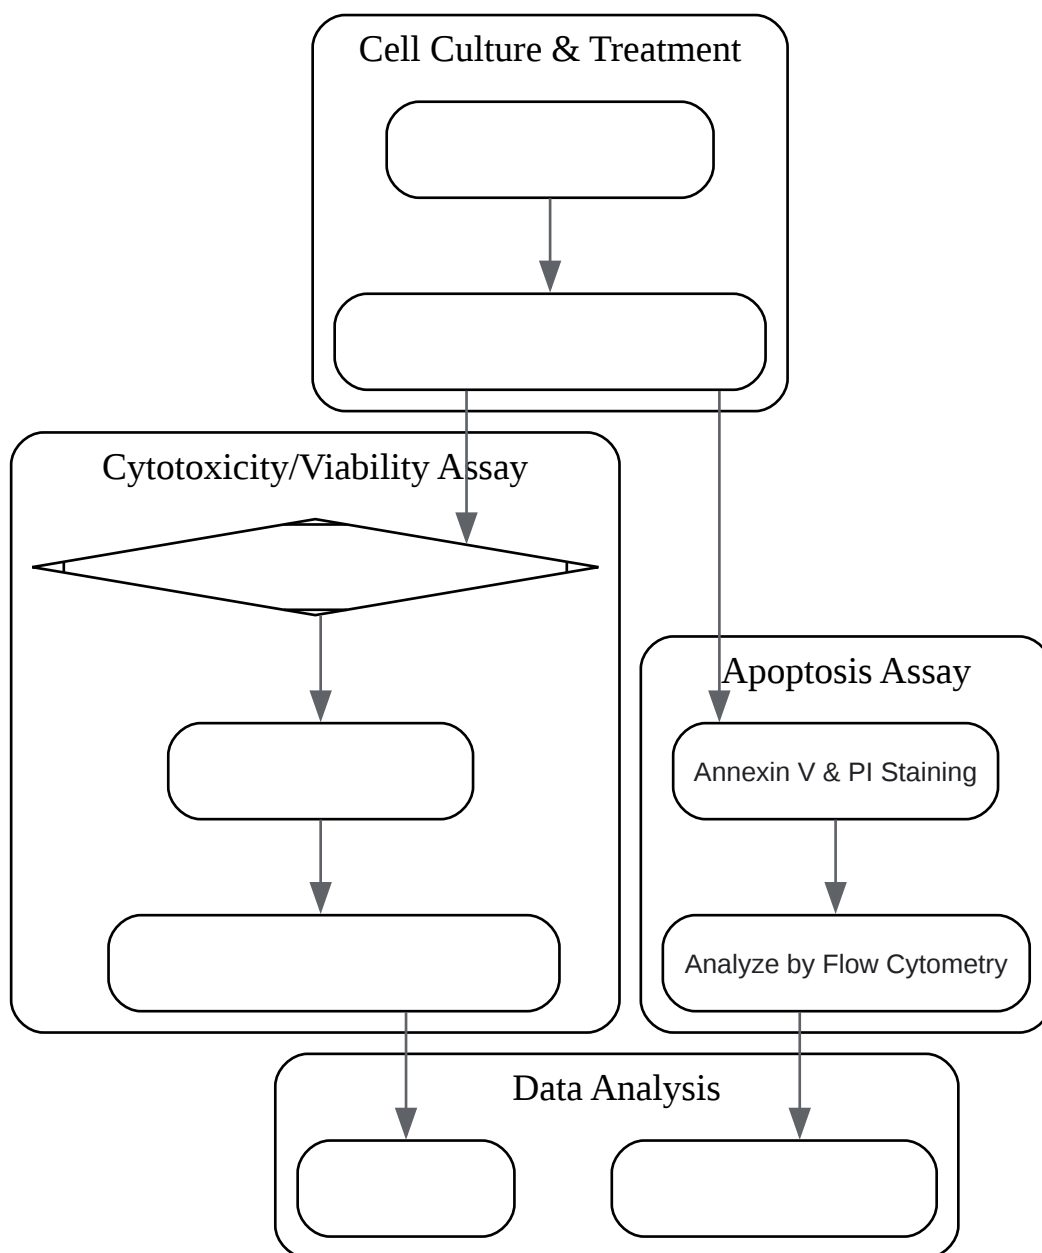 Cell Culture & Treatment
Cytotoxicity/Viability Assay
Apoptosis Assay
Annexin V & PI Staining
Analyze by Flow Cytometry
Data Analysis